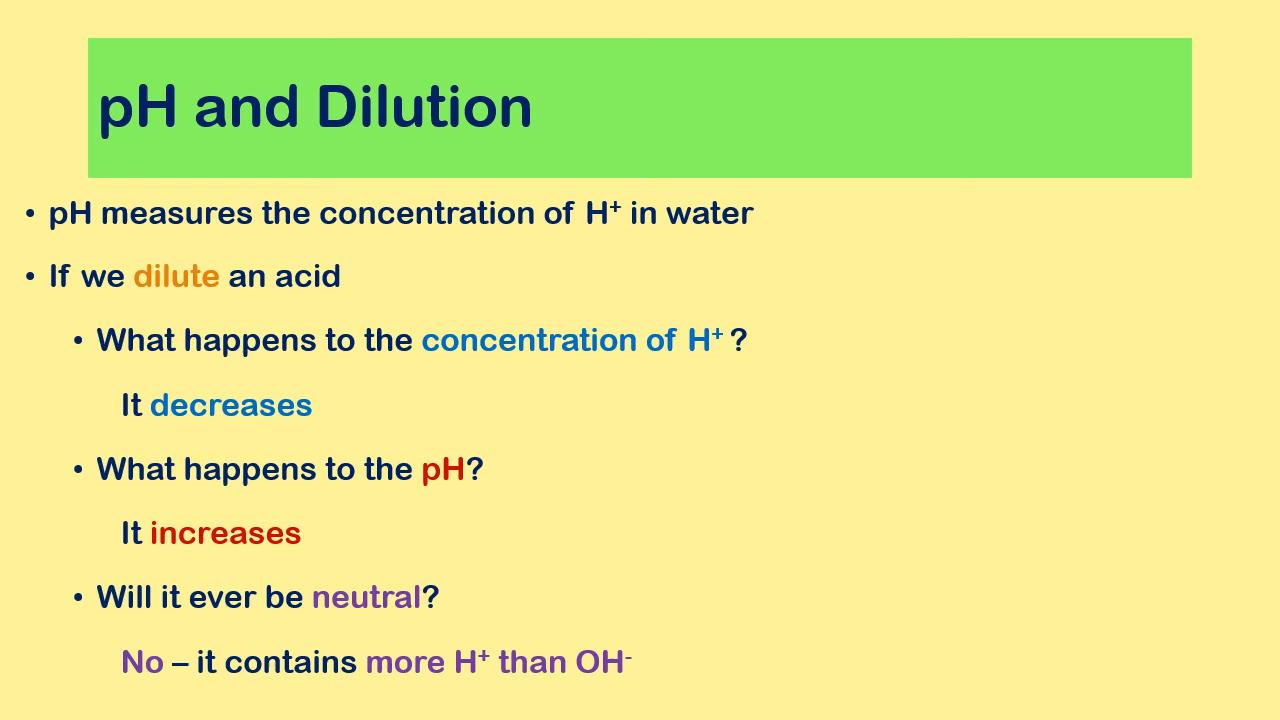 pH and Dilution
• pH measures the concentration of H⁺ in water
• If we dilute an acid
• What happens to the concentration of H⁺ ?
It decreases
• What happens to the pH?
It increases
• Will it ever be neutral?
No – it contains more H⁺ than OH⁻